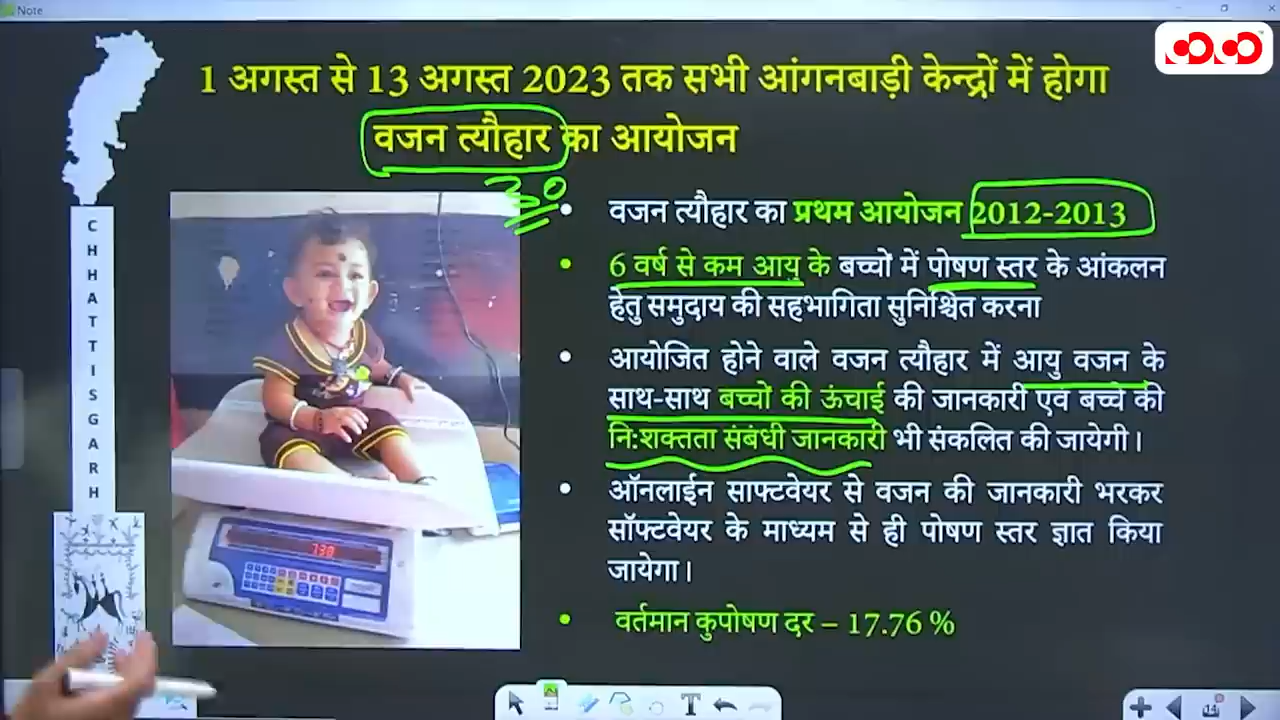 Note
1 अगस्त से 13 अगस्त 2023 तक सभी आंगनबाड़ी केन्द्रों में होगा
वजन त्यौहार का आयोजन
30
• वजन त्यौहार का प्रथम आयोजन 2012-2013
• 6 वर्ष से कम आयु के बच्चों में पोषण स्तर के आंकलन
हेतु समुदाय की सहभागिता सुनिश्चित करना
• आयोजित होने वाले वजन त्यौहार में आयु वजन के
साथ-साथ बच्चों की ऊंचाई की जानकारी एवं बच्चे की
नि:शक्तता संबंधी जानकारी भी संकलित की जायेगी।
• ऑनलाईन साफ्टवेयर से वजन की जानकारी भरकर
सॉफ्टवेयर के माध्यम से ही पोषण स्तर ज्ञात किया
जायेगा।
• वर्तमान कुपोषण दर – 17.76 %
CHHATTISGARH
T
14